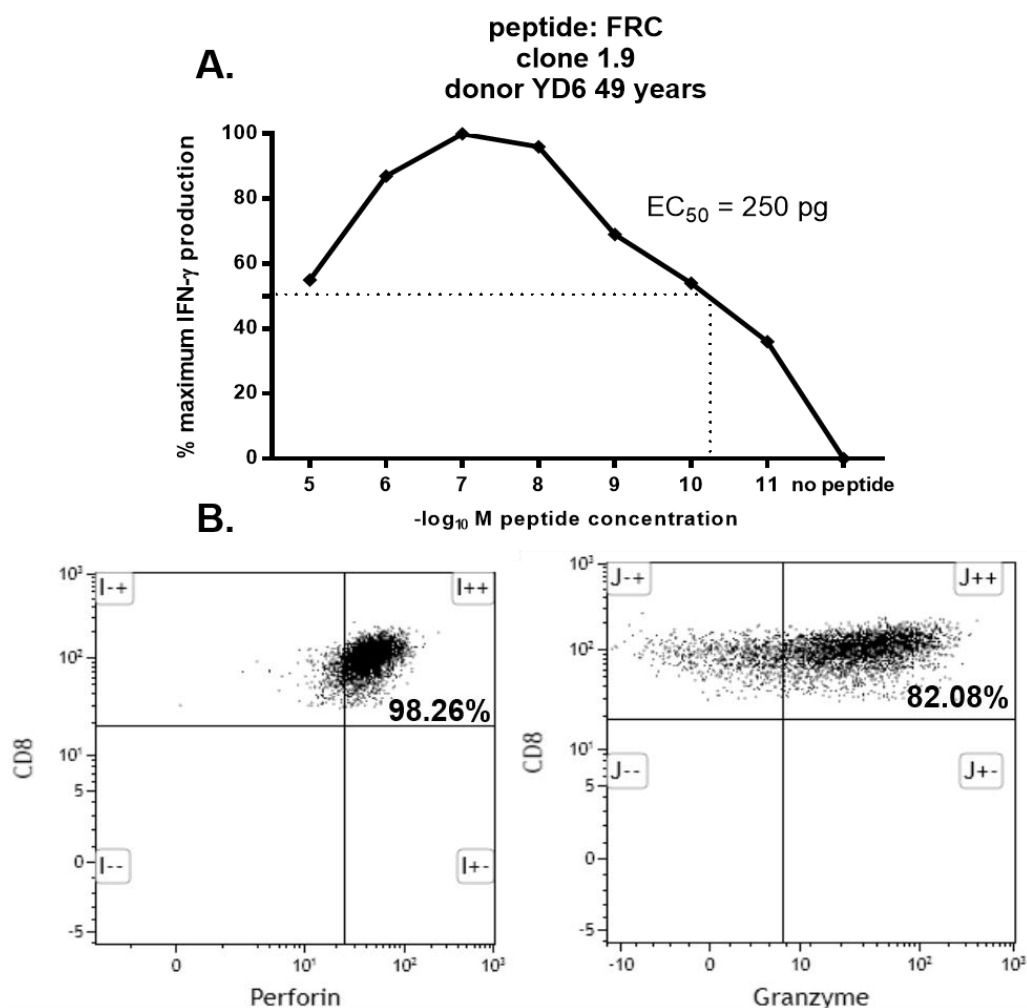 A.
peptide: FRC
clone 1.9
donor YD6 49 years
% maximum IFN-γ production
100
80
60
40
20
0
EC₅₀ = 250 pg
5 6 7 8 9 10 11 no peptide
-log₁₀ M peptide concentration
B.
I-+
I++
98.26%
I--
I+-
CD8
10³
10²
10¹
5
0
-5
0 10¹ 10² 10³
Perforin
J-+
J++
82.08%
J--
J+-
CD8
10³
10²
10¹
5
0
-5
-10 0 10 10² 10³
Granzyme